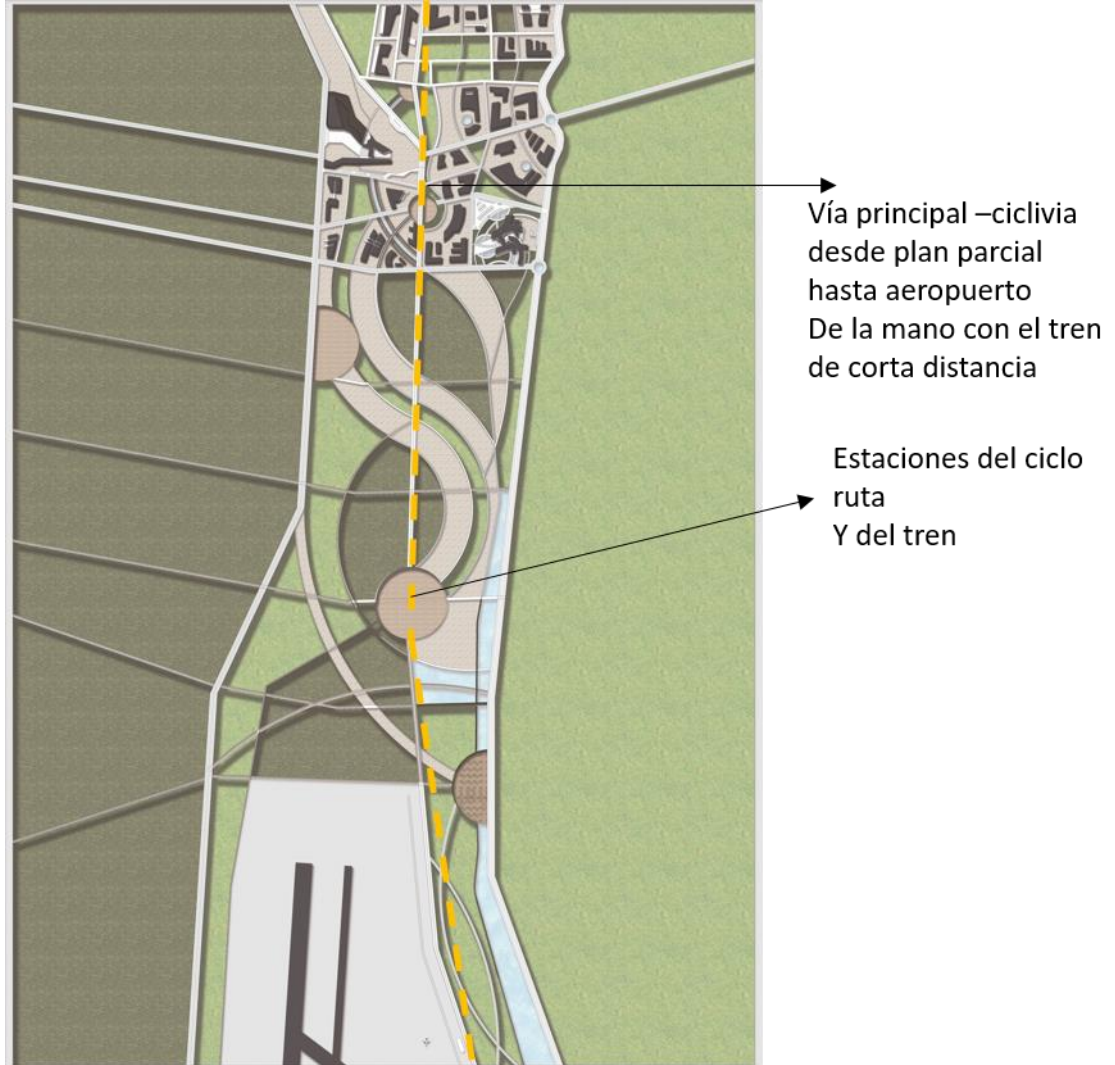 Vía principal –ciclivia
desde plan parcial
hasta aeropuerto
De la mano con el tren
de corta distancia
Estaciones del ciclo
ruta
Y del tren